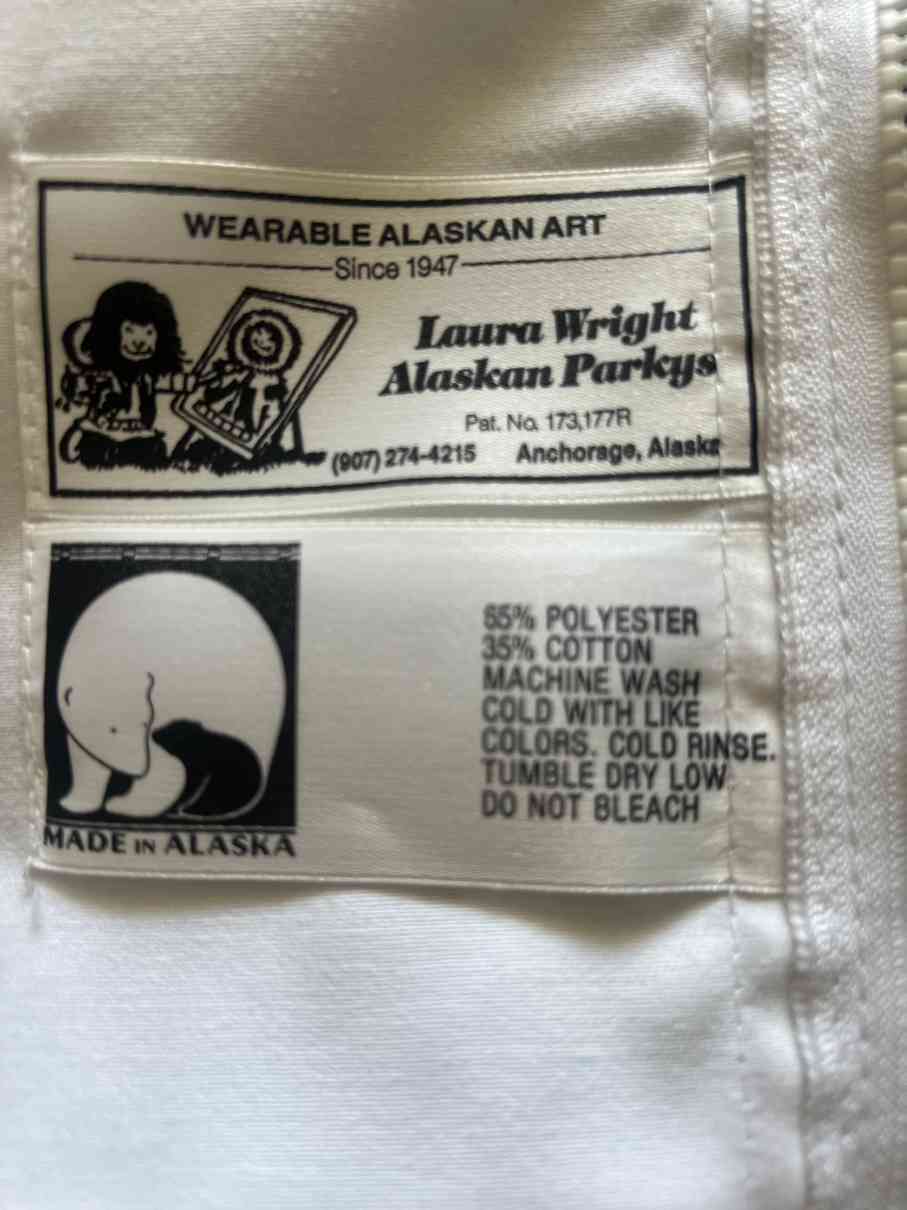 WEARABLE ALASKAN ART
Since 1947
Laura Wright
Alaskan Parkys
Pat. No. 173,177R
(907) 274-4215 Anchorage, Alaska
65% POLYESTER
35% COTTON
MACHINE WASH
COLD WITH LIKE
COLORS. COLD RINSE.
TUMBLE DRY LOW.
DO NOT BLEACH
MADE IN ALASKA